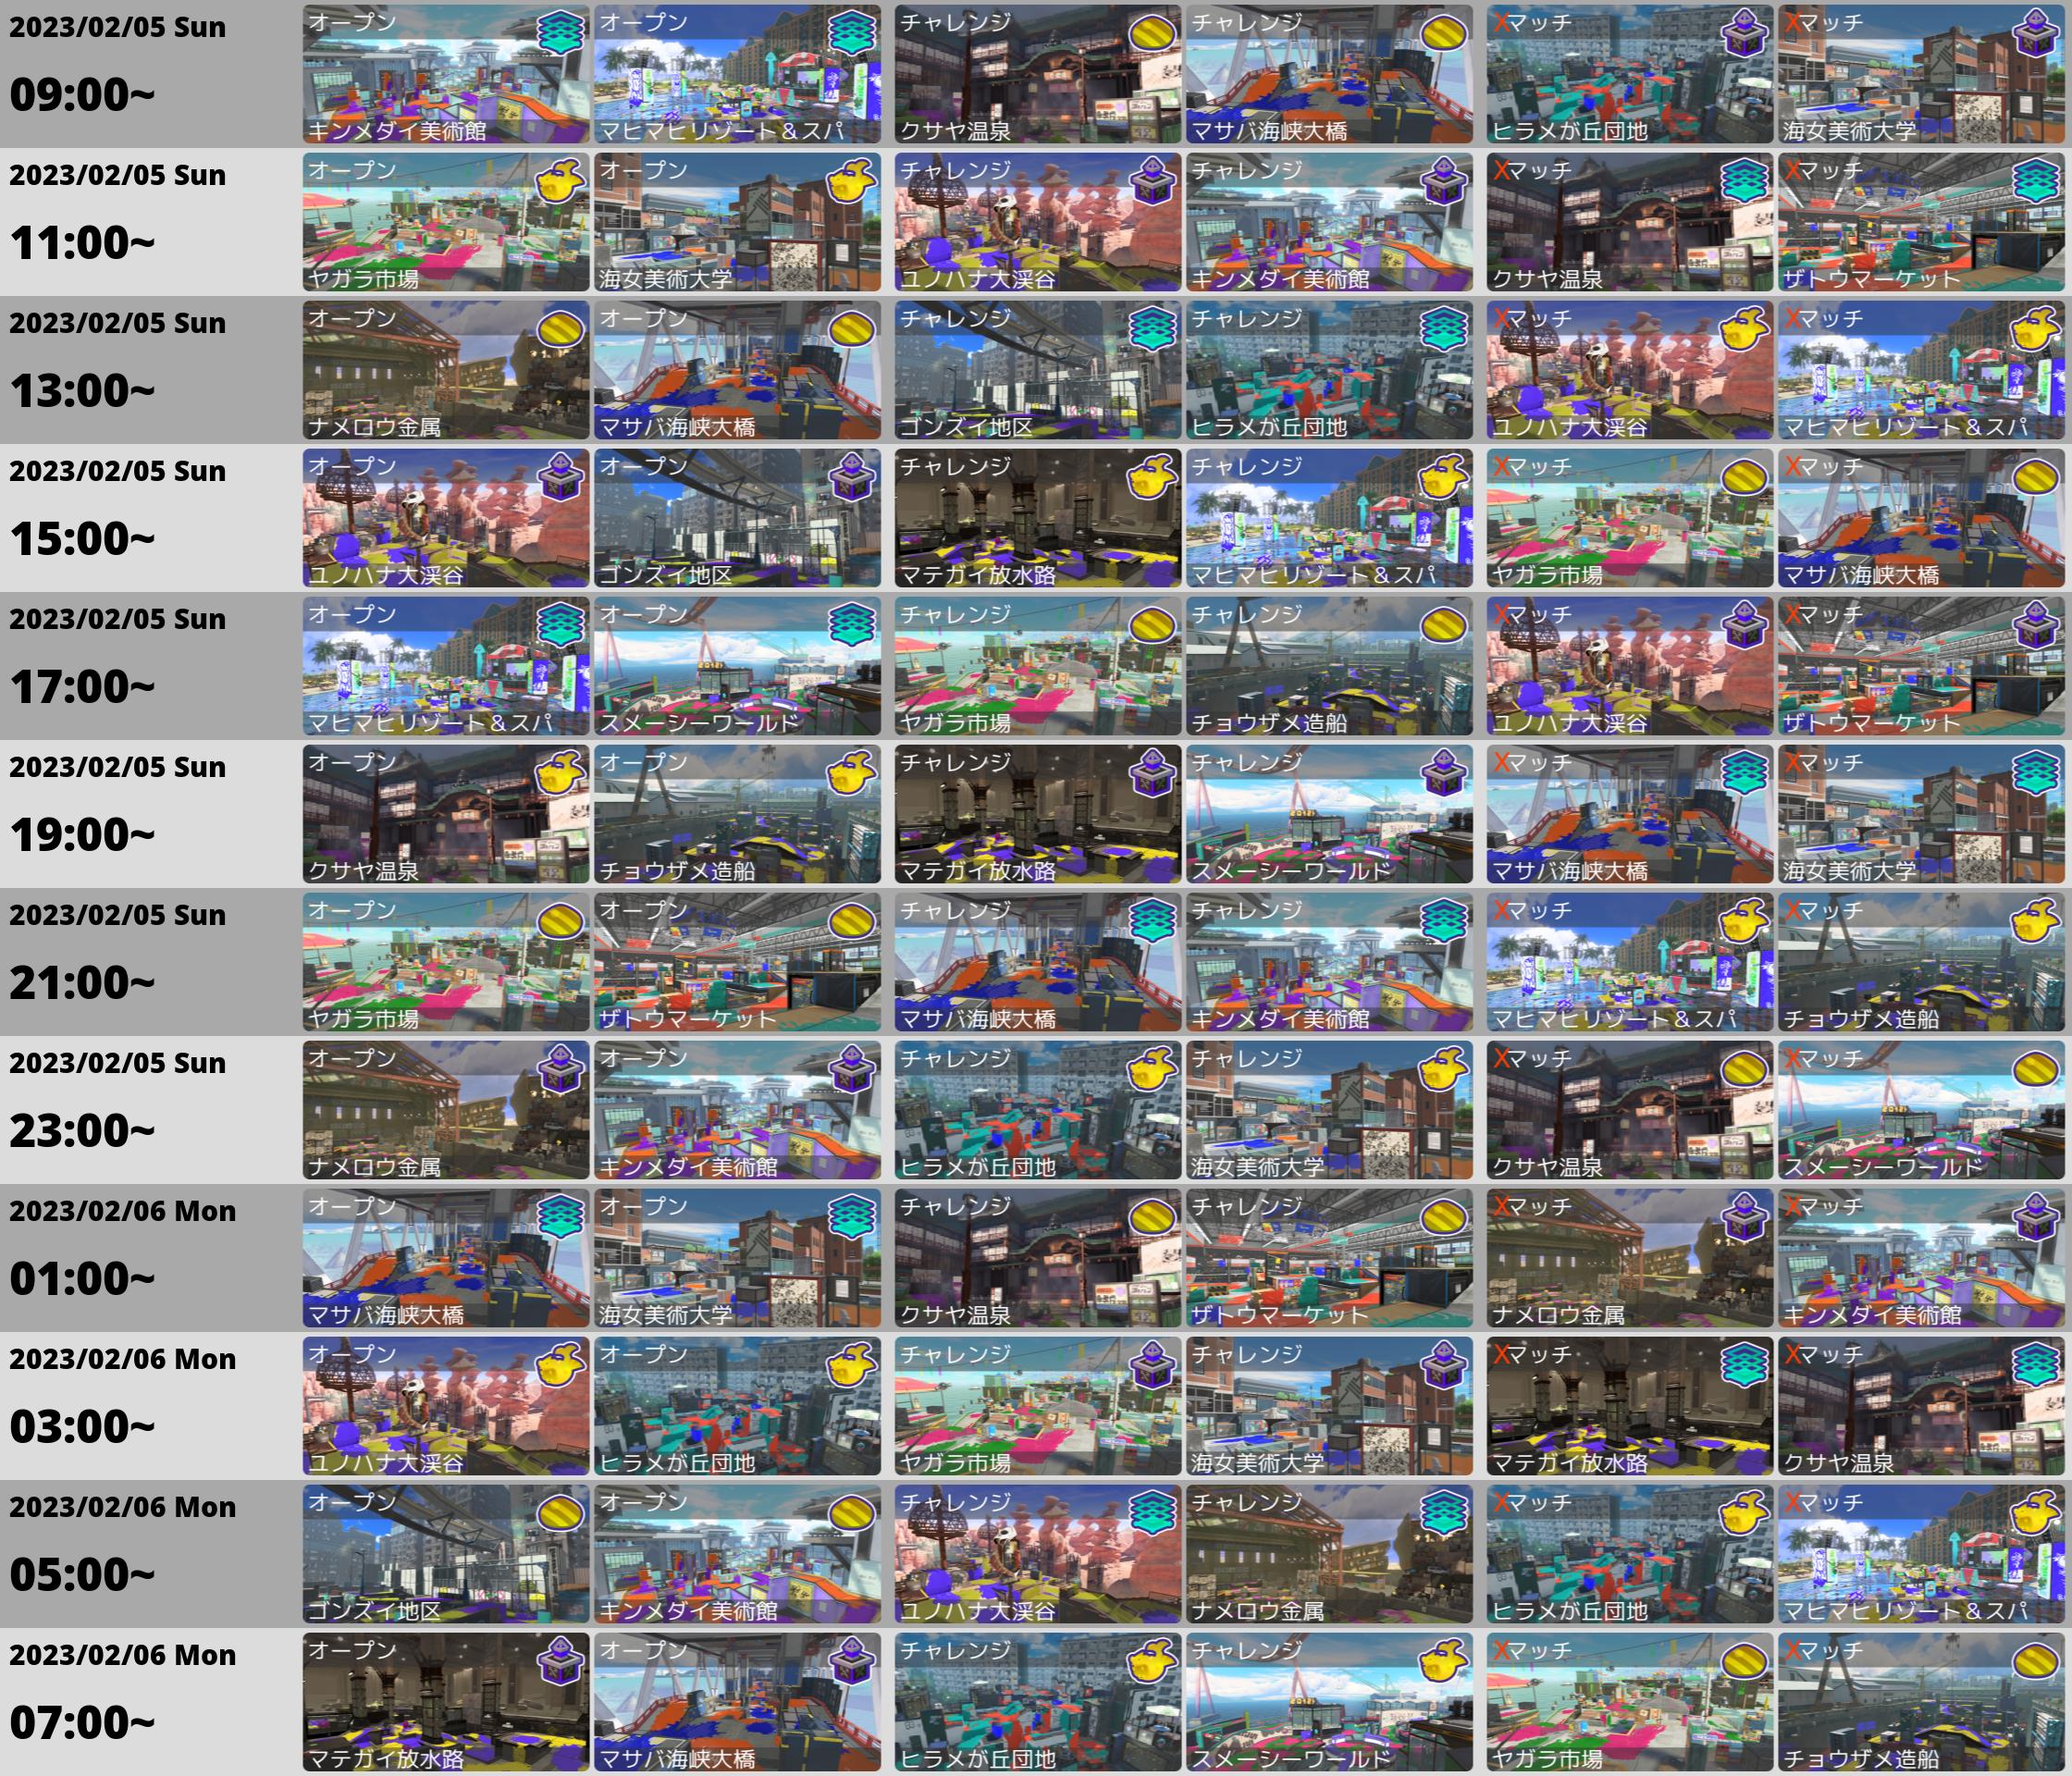 2023/02/05 Sun
09:00~
オープン オープン チャレンジ チャレンジ Xマッチ Xマッチ
キンメダイ美術館 マヒマヒリゾート&スパ クサヤ温泉 マサバ海峡大橋 ヒラメが丘団地 海女美術大学
2023/02/05 Sun
11:00~
オープン オープン チャレンジ チャレンジ Xマッチ Xマッチ
ヤガラ市場 海女美術大学 ユノハナ大渓谷 キンメダイ美術館 クサヤ温泉 ザトウマーケット
2023/02/05 Sun
13:00~
オープン オープン チャレンジ チャレンジ Xマッチ Xマッチ
ナメロウ金属 マサバ海峡大橋 ゴンズイ地区 ヒラメが丘団地 ユノハナ大渓谷 マヒマヒリゾート&スパ
2023/02/05 Sun
15:00~
オープン オープン チャレンジ チャレンジ Xマッチ Xマッチ
ユノハナ大渓谷 ゴンズイ地区 マテガイ放水路 マヒマヒリゾート&スパ ヤガラ市場 マサバ海峡大橋
2023/02/05 Sun
17:00~
オープン オープン チャレンジ チャレンジ Xマッチ Xマッチ
マヒマヒリゾート&スパ スメーシーワールド ヤガラ市場 チョウザメ造船 ユノハナ大渓谷 ザトウマーケット
2023/02/05 Sun
19:00~
オープン オープン チャレンジ チャレンジ Xマッチ Xマッチ
クサヤ温泉 チョウザメ造船 マテガイ放水路 スメーシーワールド マサバ海峡大橋 海女美術大学
2023/02/05 Sun
21:00~
オープン オープン チャレンジ チャレンジ Xマッチ Xマッチ
ヤガラ市場 ザトウマーケット マサバ海峡大橋 キンメダイ美術館 マヒマヒリゾート&スパ チョウザメ造船
2023/02/05 Sun
23:00~
オープン オープン チャレンジ チャレンジ Xマッチ Xマッチ
ナメロウ金属 キンメダイ美術館 ヒラメが丘団地 海女美術大学 クサヤ温泉 スメーシーワールド
2023/02/06 Mon
01:00~
オープン オープン チャレンジ チャレンジ Xマッチ Xマッチ
マサバ海峡大橋 海女美術大学 クサヤ温泉 ザトウマーケット ナメロウ金属 キンメダイ美術館
2023/02/06 Mon
03:00~
オープン オープン チャレンジ チャレンジ Xマッチ Xマッチ
ユノハナ大渓谷 ヒラメが丘団地 ヤガラ市場 海女美術大学 マテガイ放水路 クサヤ温泉
2023/02/06 Mon
05:00~
オープン オープン チャレンジ チャレンジ Xマッチ Xマッチ
ゴンズイ地区 キンメダイ美術館 ユノハナ大渓谷 ナメロウ金属 ヒラメが丘団地 マヒマヒリゾート&スパ
2023/02/06 Mon
07:00~
オープン オープン チャレンジ チャレンジ Xマッチ Xマッチ
マテガイ放水路 マサバ海峡大橋 ヒラメが丘団地 スメーシーワールド ヤガラ市場 チョウザメ造船